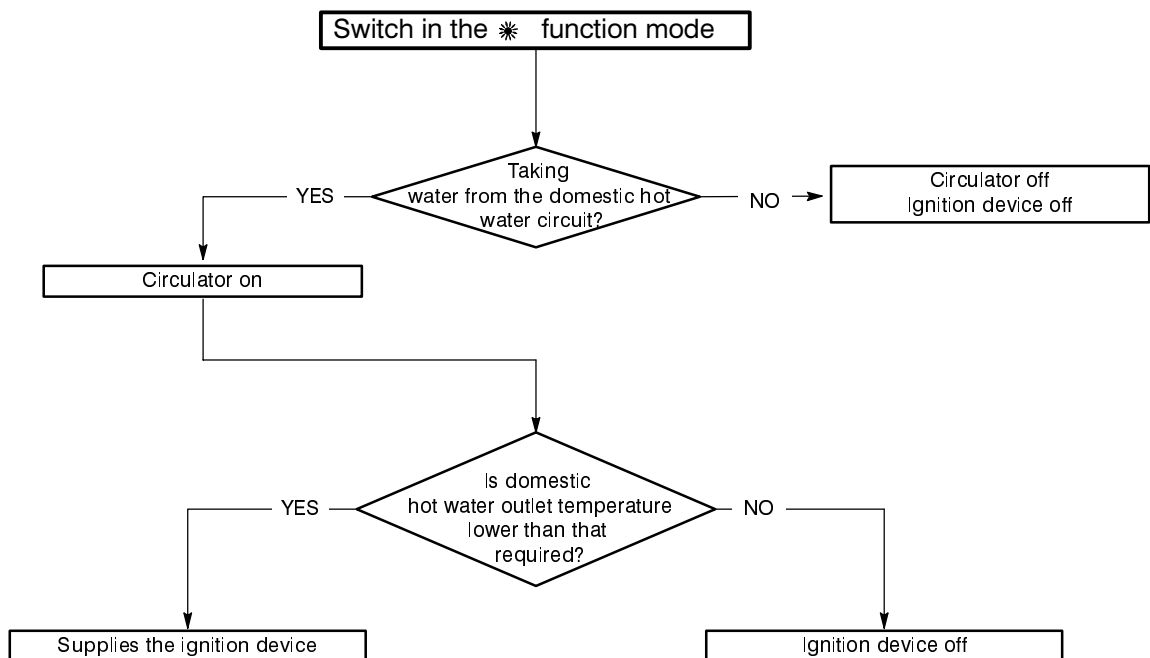 Switch in the ☀ function mode
Taking
water from the domestic hot
water circuit?
YES
NO
Circulator off
Ignition device off
Circulator on
Is domestic
hot water outlet temperature
lower than that
required?
YES
NO
Supplies the ignition device
Ignition device off